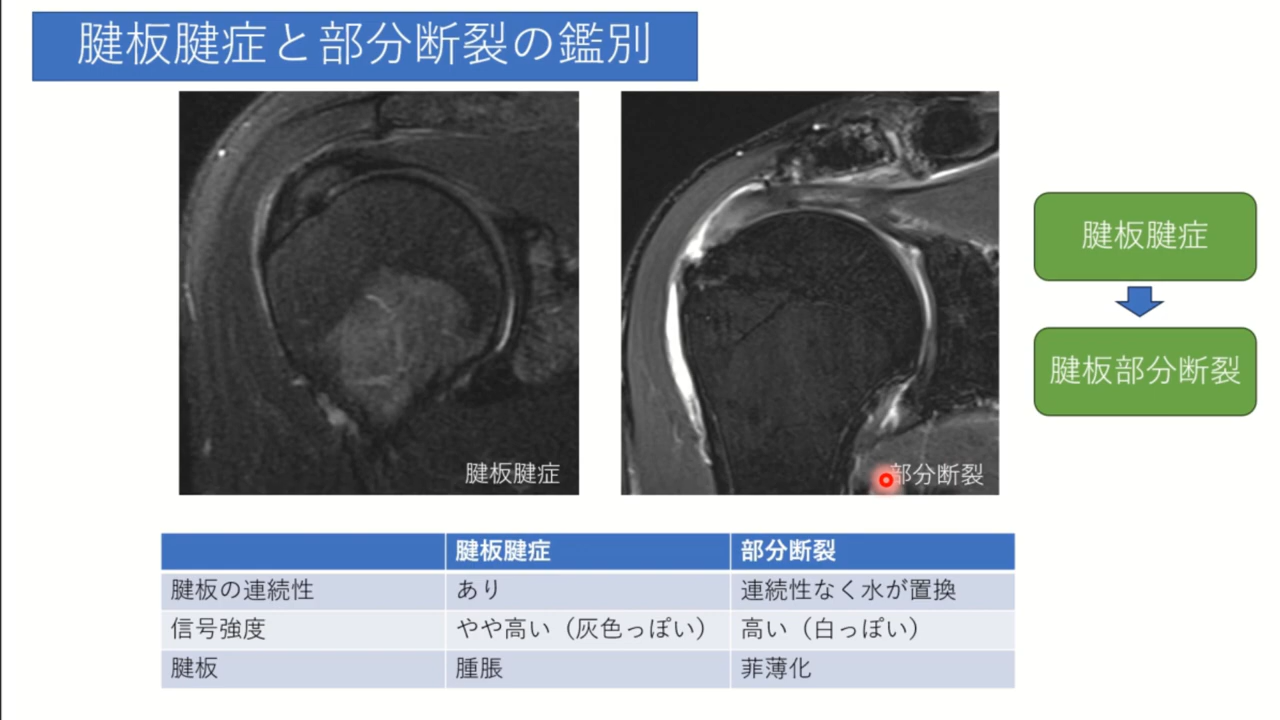 腱板腱症と部分断裂の鑑別
腱板腱症
部分断裂
腱板腱症
腱板部分断裂
腱板腱症 部分断裂
腱板の連続性 あり 連続性なく水が置換
信号強度 やや高い（灰色っぽい） 高い（白っぽい）
腱板 腫脹 菲薄化